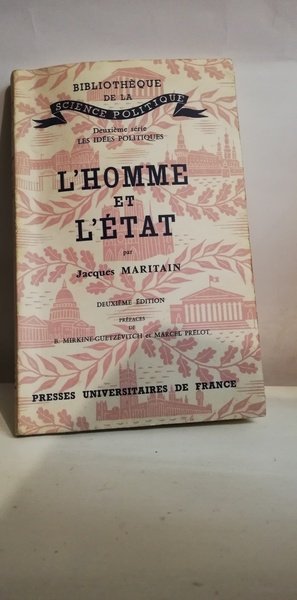 BIBLIOTHÈQUE
DE LA
SCIENCE POLITIQUE
Deuxième série
LES IDÉES POLITIQUES
L'HOMME
ET
L'ÉTAT
par
Jacques MARITAIN
DEUXIÈME ÉDITION
PRÉFACES
DE
B. MIRKINE-GUETZÉVITCH et MARCEL PRÉLOT
PRESSES UNIVERSITAIRES DE FRANCE